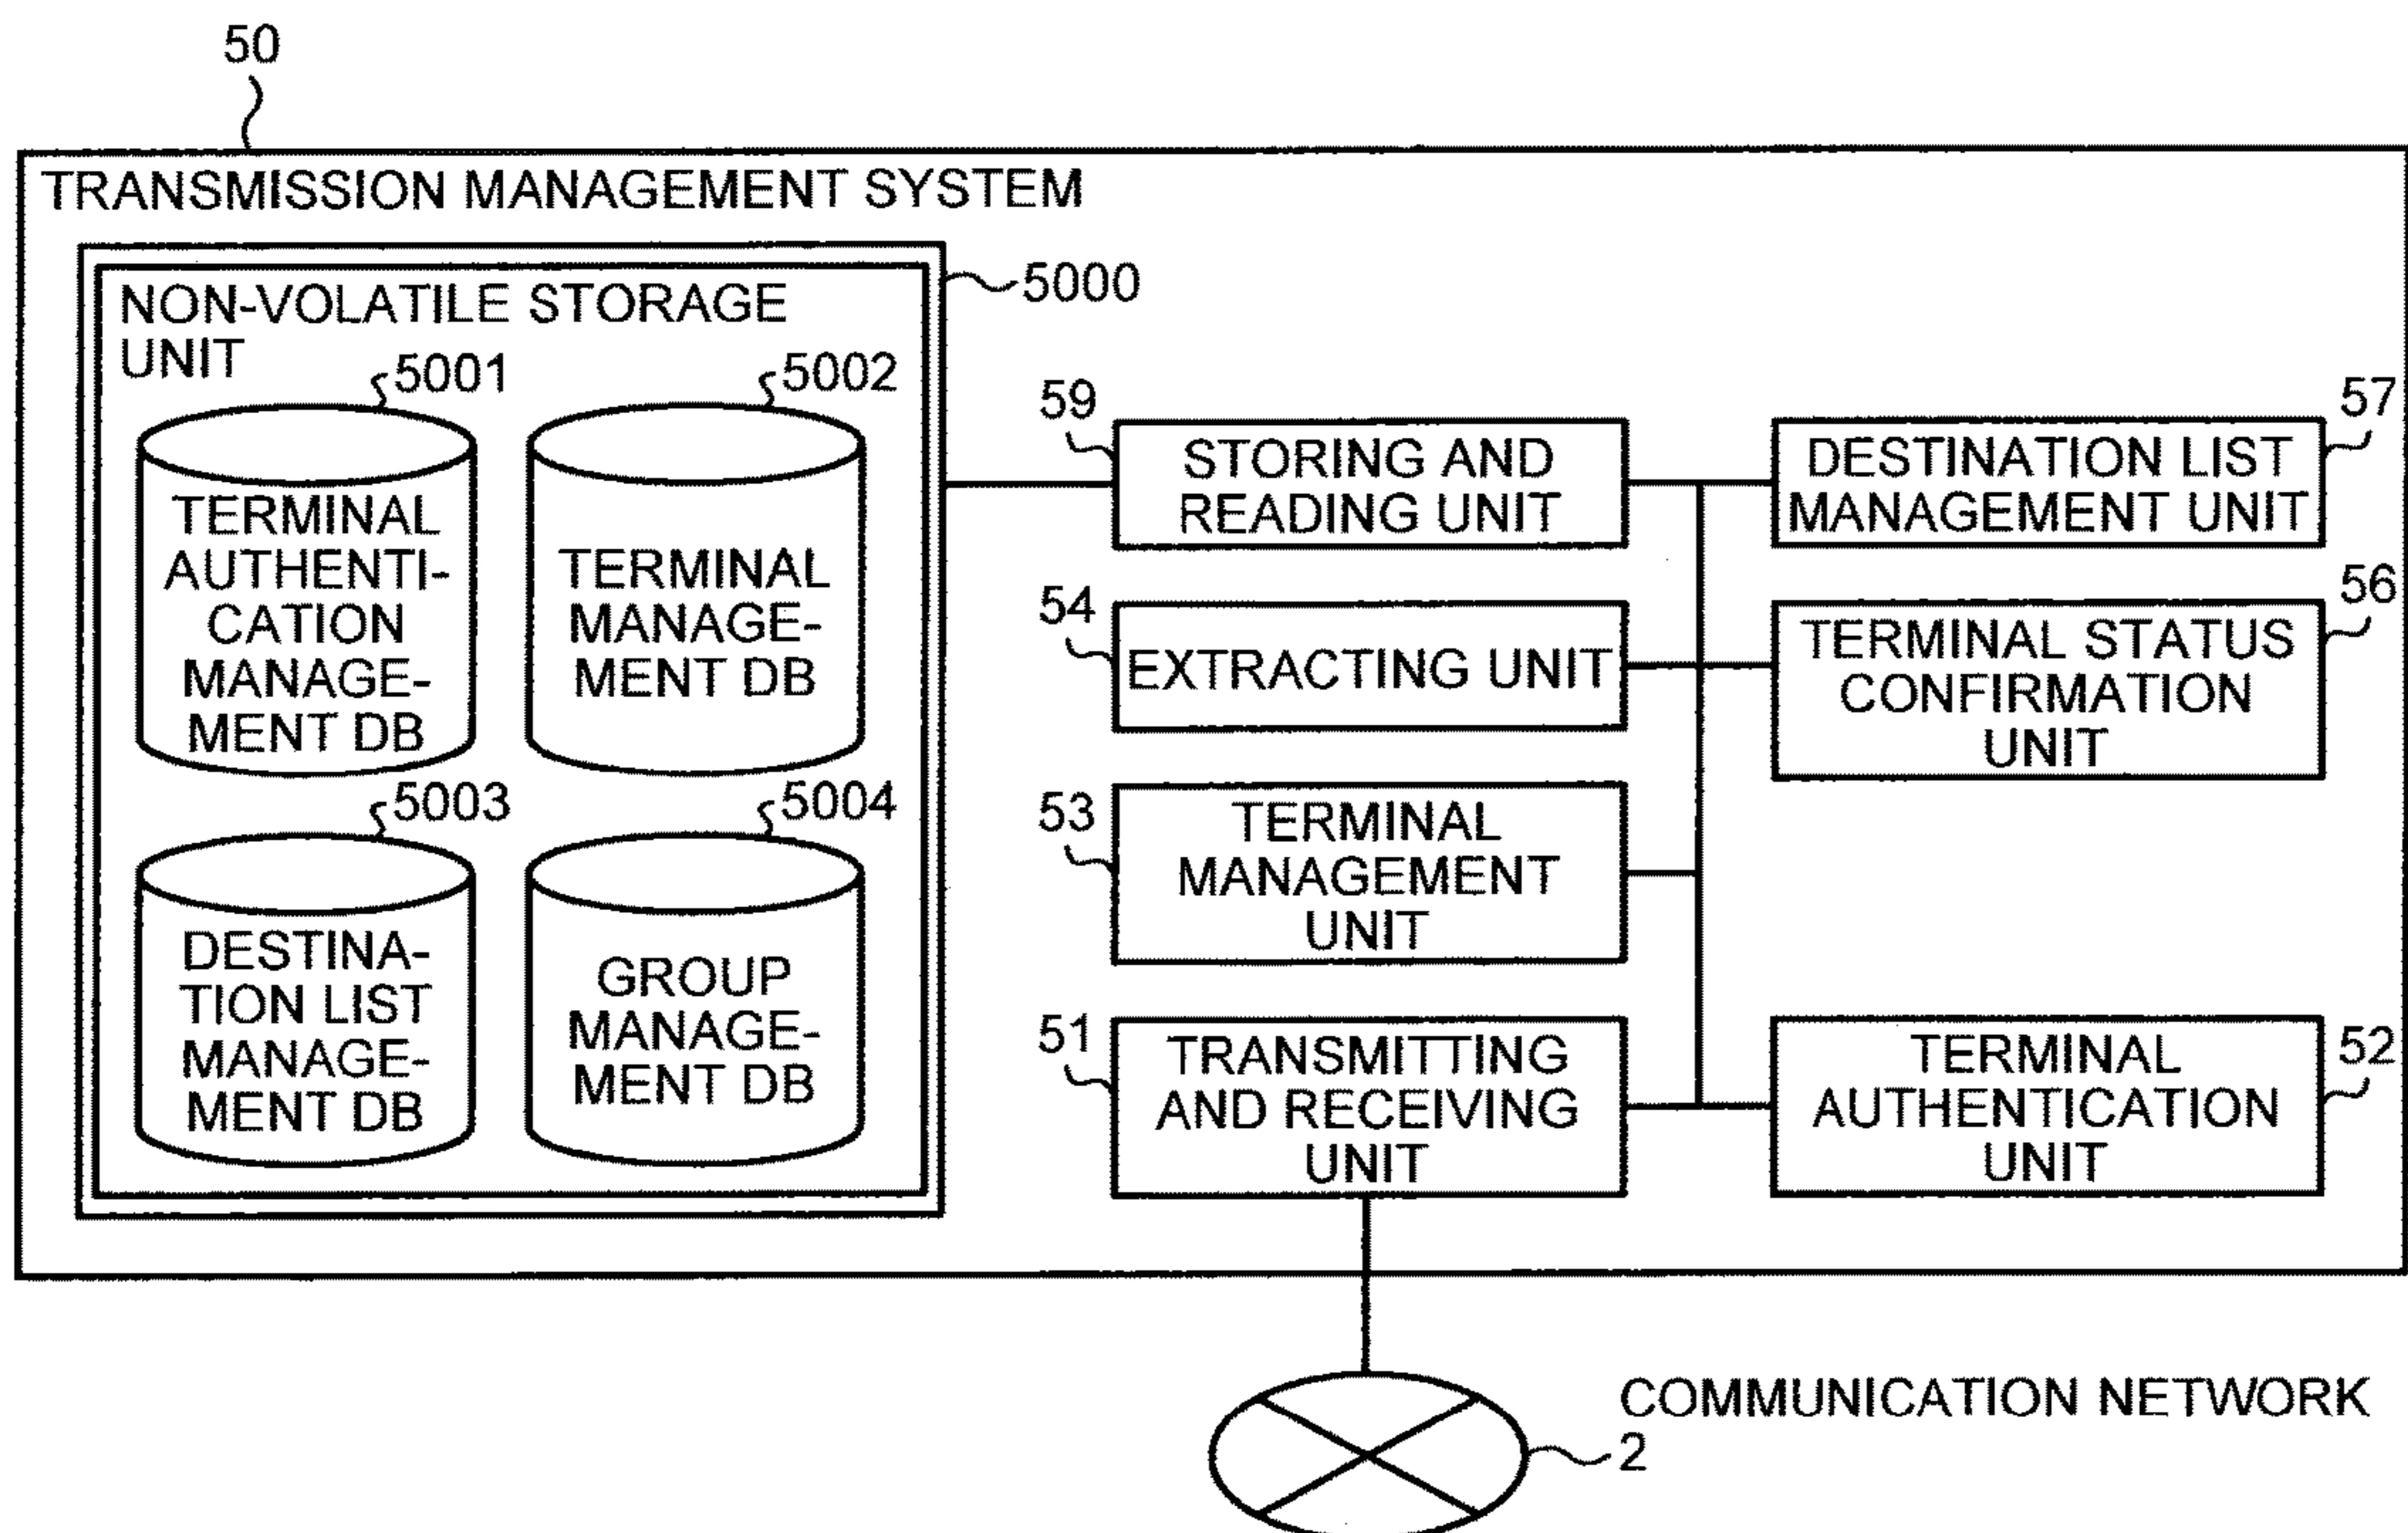 50
TRANSMISSION MANAGEMENT SYSTEM
5000
NON-VOLATILE STORAGE
UNIT
5001
TERMINAL
AUTHENTI-
CATION
MANAGE-
MENT DB
5002
TERMINAL
MANAGE-
MENT DB
5003
DESTINA-
TION LIST
MANAGE-
MENT DB
5004
GROUP
MANAGE-
MENT DB
59
STORING AND
READING UNIT
57
DESTINATION LIST
MANAGEMENT UNIT
54
EXTRACTING UNIT
56
TERMINAL STATUS
CONFIRMATION
UNIT
53
TERMINAL
MANAGEMENT
UNIT
51
TRANSMITTING
AND RECEIVING
UNIT
52
TERMINAL
AUTHENTICATION
UNIT
COMMUNICATION NETWORK
2